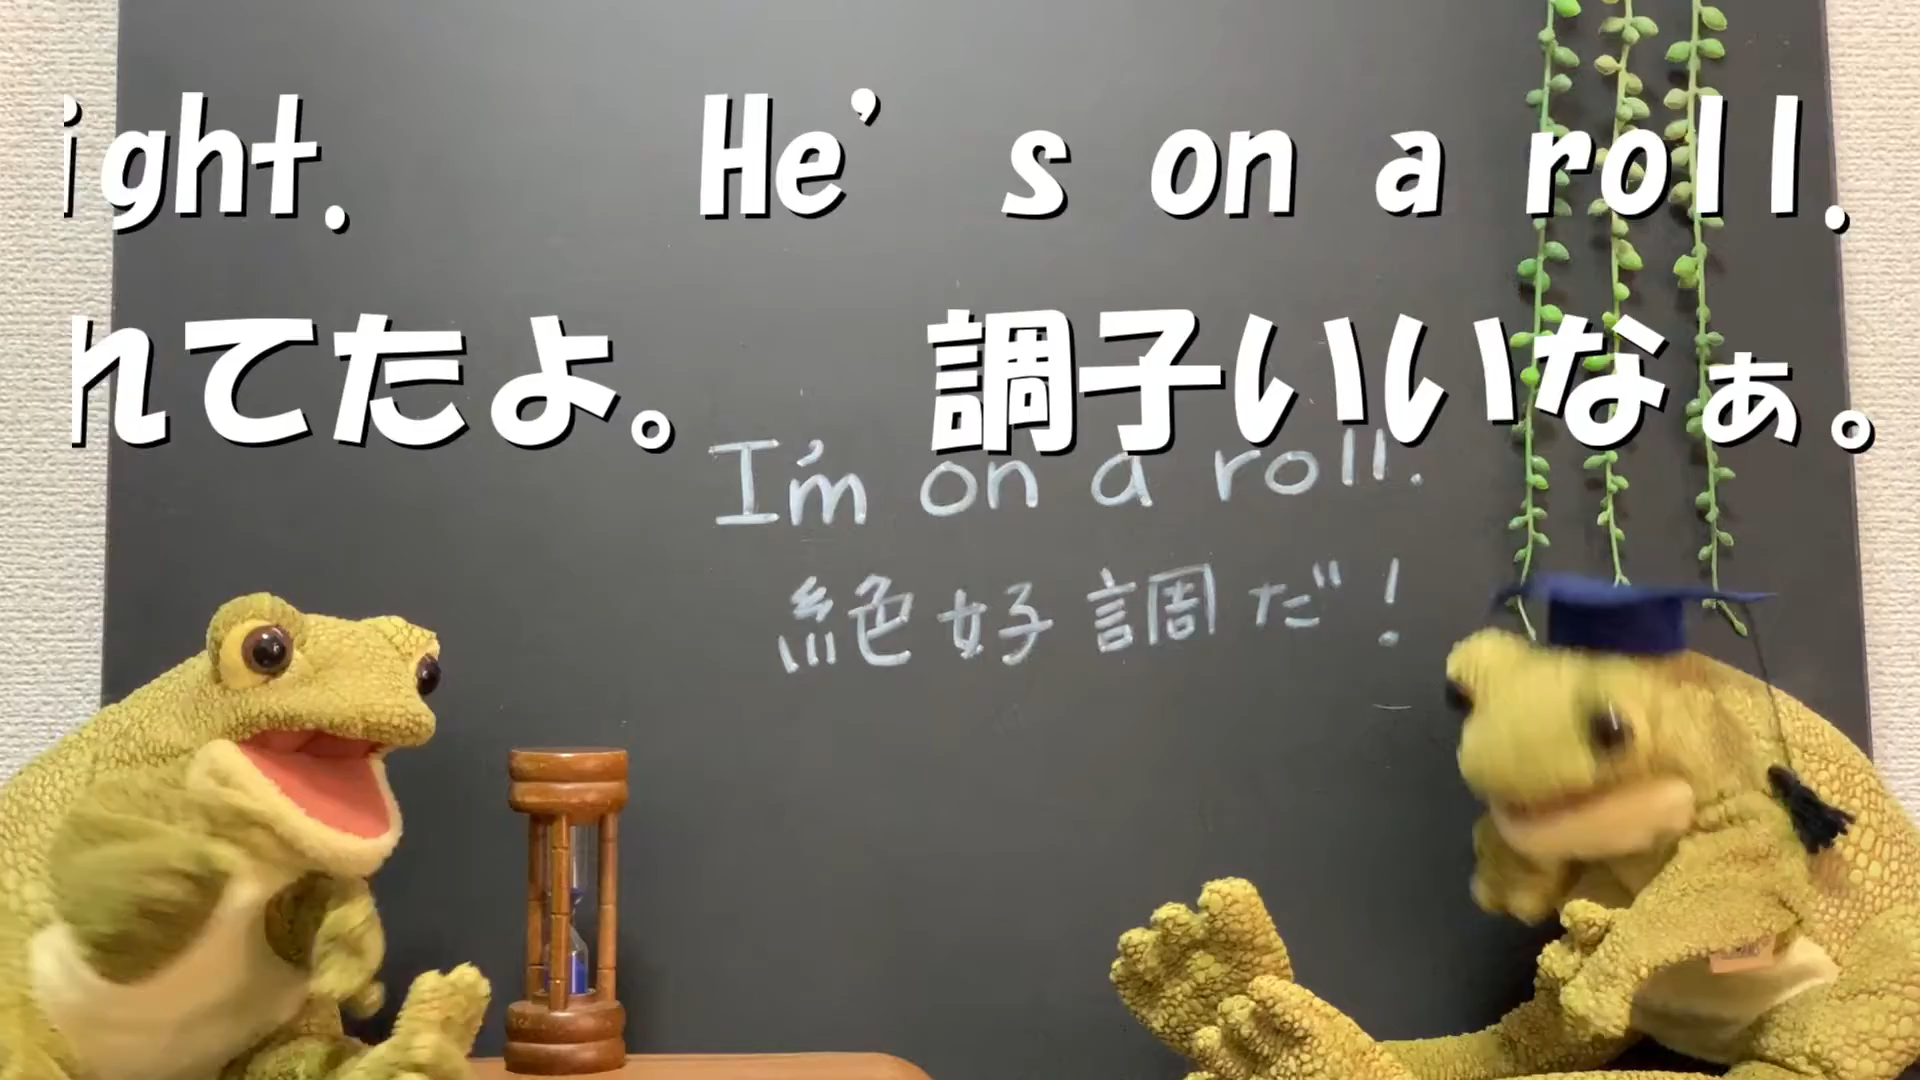 ight. He's on a roll.
れてたよ。 調子いいなぁ。
I'm on a roll.
絶好調だ!